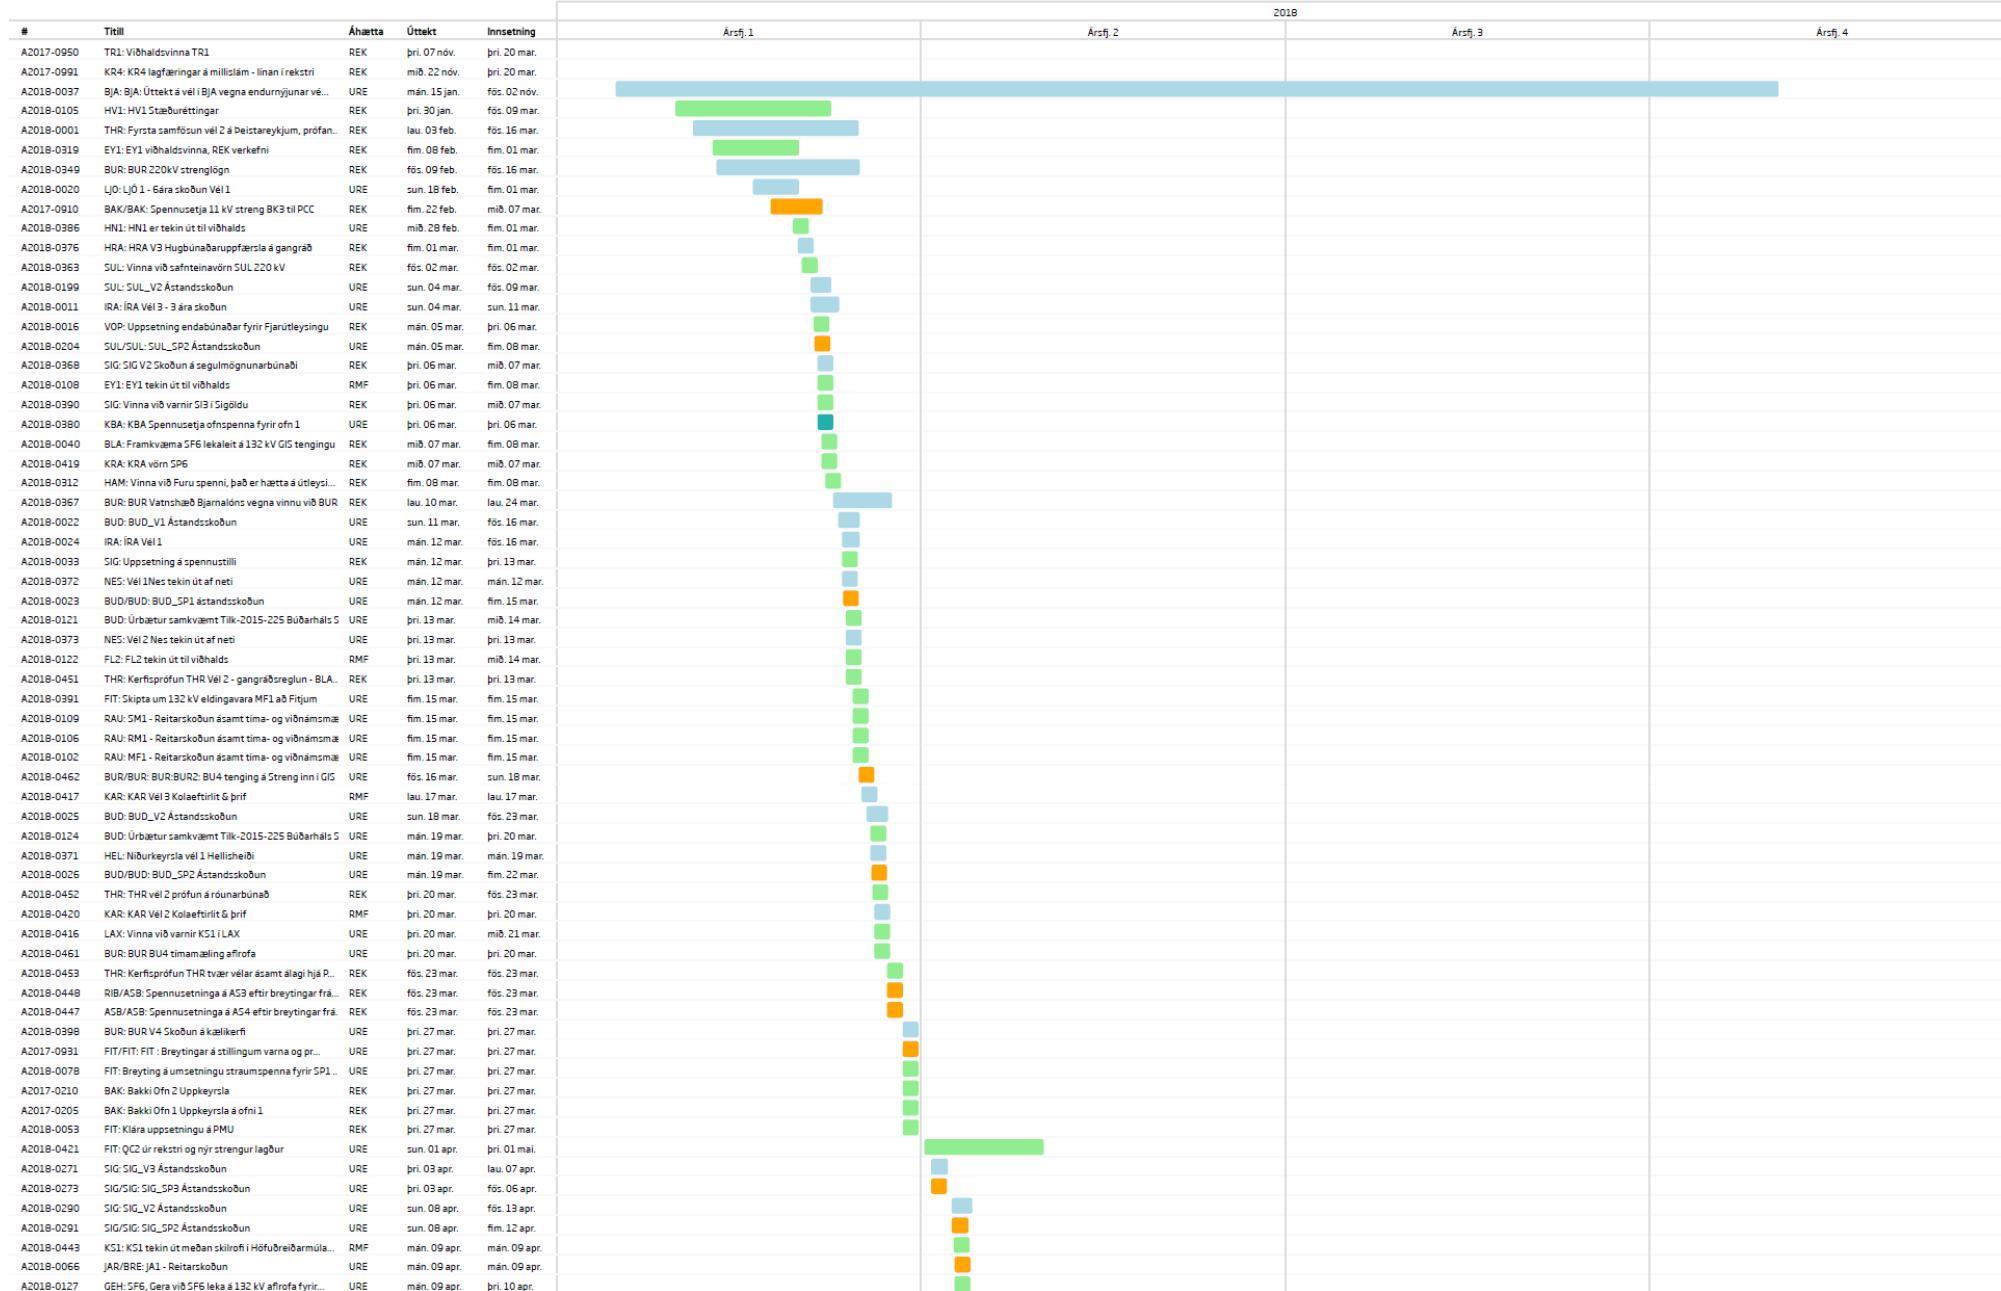 2018
# Titill Áhætta Úttekt Innsetning Ársfj. 1 Ársfj. 2 Ársfj. 3 Ársfj. 4
A2017-0950 TR1: Viðhaldsvinna TR1 REK þri. 07 nóv. þri. 20 mar.
A2017-0991 KR4: KR4 lagfæringar á millislám - línan í rekstri REK mið. 22 nóv. þri. 20 mar.
A2018-0037 BJA: BJA: Úttekt á vél í BJA vegna endurnýjunar vé... URE mán. 15 jan. fös. 02 nóv.
A2018-0105 HV1: HV1 Stæðuréttingar REK þri. 30 jan. fös. 09 mar.
A2018-0001 THR: Fyrsta samfösun vél 2 á Þeistareykjum, prófan.. REK lau. 03 feb. fös. 16 mar.
A2018-0319 EY1: EY1 viðhaldsvinna, REK verkefni REK fim. 08 feb. fim. 01 mar.
A2018-0349 BUR: BUR 220kV strenglögn REK fös. 09 feb. fös. 16 mar.
A2018-0020 LJO: LJÓ 1 - 6ára skoðun Vél 1 URE sun. 18 feb. fim. 01 mar.
A2017-0910 BAK/BAK: Spennusetja 11 kV streng BK3 til PCC REK fim. 22 feb. mið. 07 mar.
A2018-0386 HN1: HN1 er tekin út til viðhalds URE mið. 28 feb. fim. 01 mar.
A2018-0376 HRA: HRA V3 Hugbúnaðaruppfærsla á gangráð REK fim. 01 mar. fim. 01 mar.
A2018-0363 SUL: Vinna við safnteinavörn SUL 220 kV REK fös. 02 mar. fös. 02 mar.
A2018-0199 SUL: SUL_V2 Ástandsskoðun URE sun. 04 mar. fös. 09 mar.
A2018-0011 IRA: ÍRA Vél 3 - 3 ára skoðun URE sun. 04 mar. sun. 11 mar.
A2018-0016 VOP: Uppsetning endabúnaðar fyrir Fjarútleysingu REK mán. 05 mar. þri. 06 mar.
A2018-0204 SUL/SUL: SUL_SP2 Ástandsskoðun URE mán. 05 mar. fim. 08 mar.
A2018-0368 SIG: SIG V2 Skoðun á segulmögnunarbúnaði REK þri. 06 mar. mið. 07 mar.
A2018-0108 EY1: EY1 tekin út til viðhalds RMF þri. 06 mar. fim. 08 mar.
A2018-0390 SIG: Vinna við varnir SI3 í Sigöldu REK þri. 06 mar. mið. 07 mar.
A2018-0380 KBA: KBA Spennusetja ofnspenna fyrir ofn 1 URE þri. 06 mar. þri. 06 mar.
A2018-0040 BLA: Framkvæma SF6 lekaleit á 132 kV GIS tengingu REK mið. 07 mar. fim. 08 mar.
A2018-0419 KRA: KRA vörn SP6 REK mið. 07 mar. mið. 07 mar.
A2018-0312 HAM: Vinna við Furu spenni, það er hætta á útleysi... REK fim. 08 mar. fim. 08 mar.
A2018-0367 BUR: BUR Vatnshæð Bjarnalóns vegna vinnu við BUR REK lau. 10 mar. lau. 24 mar.
A2018-0022 BUD: BUD_V1 Ástandsskoðun URE sun. 11 mar. fös. 16 mar.
A2018-0024 IRA: ÍRA Vél 1 URE mán. 12 mar. fös. 16 mar.
A2018-0033 SIG: Uppsetning á spennustilli REK mán. 12 mar. þri. 13 mar.
A2018-0372 NES: Vél 1Nes tekin út af neti URE mán. 12 mar. mán. 12 mar.
A2018-0023 BUD/BUD: BUD_SP1 ástandsskoðun URE mán. 12 mar. fim. 15 mar.
A2018-0121 BUD: Úrbætur samkvæmt Tilk-2015-225 Búðarháls S URE þri. 13 mar. mið. 14 mar.
A2018-0373 NES: Vél 2 Nes tekin út af neti URE þri. 13 mar. þri. 13 mar.
A2018-0122 FL2: FL2 tekin út til viðhalds RMF þri. 13 mar. mið. 14 mar.
A2018-0451 THR: Kerfisprófun THR Vél 2 - gangráðsreglun - BLA.. REK þri. 13 mar. þri. 13 mar.
A2018-0391 FIT: Skipta um 132 kV eldingavara MF1 að Fitjum URE fim. 15 mar. fim. 15 mar.
A2018-0109 RAU: SM1 - Reitarskoðun ásamt tíma- og viðnámsmæ URE fim. 15 mar. fim. 15 mar.
A2018-0106 RAU: RM1 - Reitarskoðun ásamt tíma- og viðnámsmæ URE fim. 15 mar. fim. 15 mar.
A2018-0102 RAU: MF1 - Reitarskoðun ásamt tíma- og viðnámsmæ URE fim. 15 mar. fim. 15 mar.
A2018-0462 BUR/BUR: BUR:BUR2: BU4 tenging á Streng inn í GIS URE fös. 16 mar. sun. 18 mar.
A2018-0417 KAR: KAR Vél 3 Kolaeftirlit & þrif RMF lau. 17 mar. lau. 17 mar.
A2018-0025 BUD: BUD_V2 Ástandsskoðun URE sun. 18 mar. fös. 23 mar.
A2018-0124 BUD: Úrbætur samkvæmt Tilk-2015-225 Búðarháls S URE mán. 19 mar. þri. 20 mar.
A2018-0371 HEL: Niðurkeyrsla vél 1 Hellisheiði URE mán. 19 mar. mán. 19 mar.
A2018-0026 BUD/BUD: BUD_SP2 Ástandsskoðun URE mán. 19 mar. fim. 22 mar.
A2018-0452 THR: THR vél 2 prófun á róunarbúnað REK þri. 20 mar. fös. 23 mar.
A2018-0420 KAR: KAR Vél 2 Kolaeftirlit & þrif RMF þri. 20 mar. þri. 20 mar.
A2018-0416 LAX: Vinna við varnir KS1 í LAX URE þri. 20 mar. mið. 21 mar.
A2018-0461 BUR: BUR BU4 tímamæling aflrofa URE þri. 20 mar. þri. 20 mar.
A2018-0453 THR: Kerfisprófun THR tvær vélar ásamt álagi hjá P... REK fös. 23 mar. fös. 23 mar.
A2018-0448 RIB/ASB: Spennusetninga á AS3 eftir breytingar frá... REK fös. 23 mar. fös. 23 mar.
A2018-0447 ASB/ASB: Spennusetninga á AS4 eftir breytingar frá. REK fös. 23 mar. fös. 23 mar.
A2018-0398 BUR: BUR V4 Skoðun á kælikerfi URE þri. 27 mar. þri. 27 mar.
A2017-0931 FIT/FIT: FIT : Breytingar á stillingum varna og pr... URE þri. 27 mar. þri. 27 mar.
A2018-0078 FIT: Breyting á umsetningu straumspenna fyrir SP1 .. URE þri. 27 mar. þri. 27 mar.
A2017-0210 BAK: Bakki Ofn 2 Uppkeyrsla REK þri. 27 mar. þri. 27 mar.
A2017-0205 BAK: Bakki Ofn 1 Uppkeyrsla á ofni 1 REK þri. 27 mar. þri. 27 mar.
A2018-0053 FIT: Klára uppsetningu á PMU REK þri. 27 mar. þri. 27 mar.
A2018-0421 FIT: QC2 úr rekstri og nýr strengur lagður URE sun. 01 apr. þri. 01 maí.
A2018-0271 SIG: SIG_V3 Ástandsskoðun URE þri. 03 apr. lau. 07 apr.
A2018-0273 SIG/SIG: SIG_SP3 Ástandsskoðun URE þri. 03 apr. fös. 06 apr.
A2018-0290 SIG: SIG_V2 Ástandsskoðun URE sun. 08 apr. fös. 13 apr.
A2018-0291 SIG/SIG: SIG_SP2 Ástandsskoðun URE sun. 08 apr. fim. 12 apr.
A2018-0443 KS1: KS1 tekin út meðan skilrofi í Höfuðreiðarmúla... RMF mán. 09 apr. mán. 09 apr.
A2018-0066 JAR/BRE: JA1 - Reitarskoðun URE mán. 09 apr. mán. 09 apr.
A2018-0127 GEH: SF6, Gera við SF6 leka á 132 kV aflrofa fyrir... URE mán. 09 apr. þri. 10 apr.